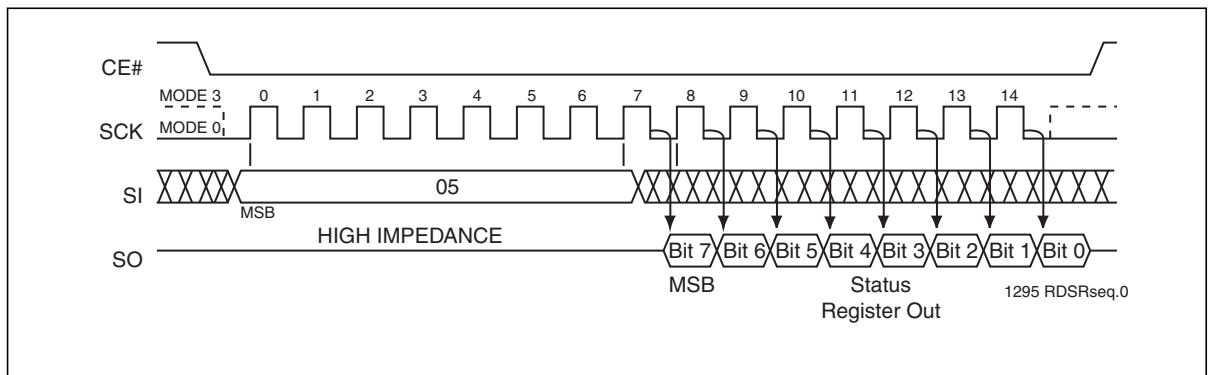 CE#
MODE 3 0 1 2 3 4 5 6 7 8 9 10 11 12 13 14
SCK MODE 0
SI 05
MSB
HIGH IMPEDANCE
SO Bit 7 Bit 6 Bit 5 Bit 4 Bit 3 Bit 2 Bit 1 Bit 0
MSB Status
Register Out
1295 RDSRseq.0